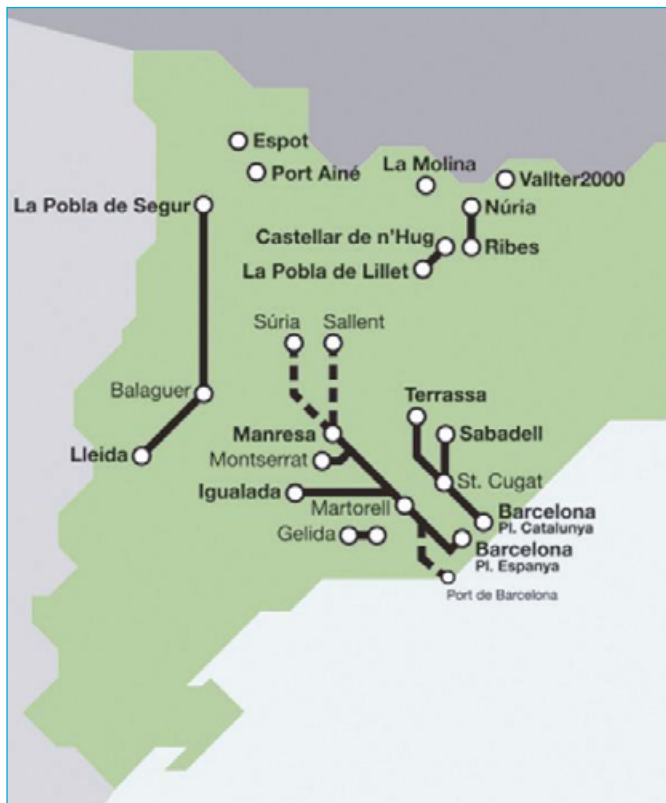 Espot
Port Ainé
La Molina
Vallter2000
La Pobla de Segur
Núria
Castellar de n'Hug
Ribes
La Pobla de Lillet
Súria
Sallent
Balaguer
Terrassa
Manresa
Sabadell
Lleida
Montserrat
St. Cugat
Igualada
Martorell
Barcelona
Pl. Catalunya
Gelida
Barcelona
Pl. Espanya
Port de Barcelona